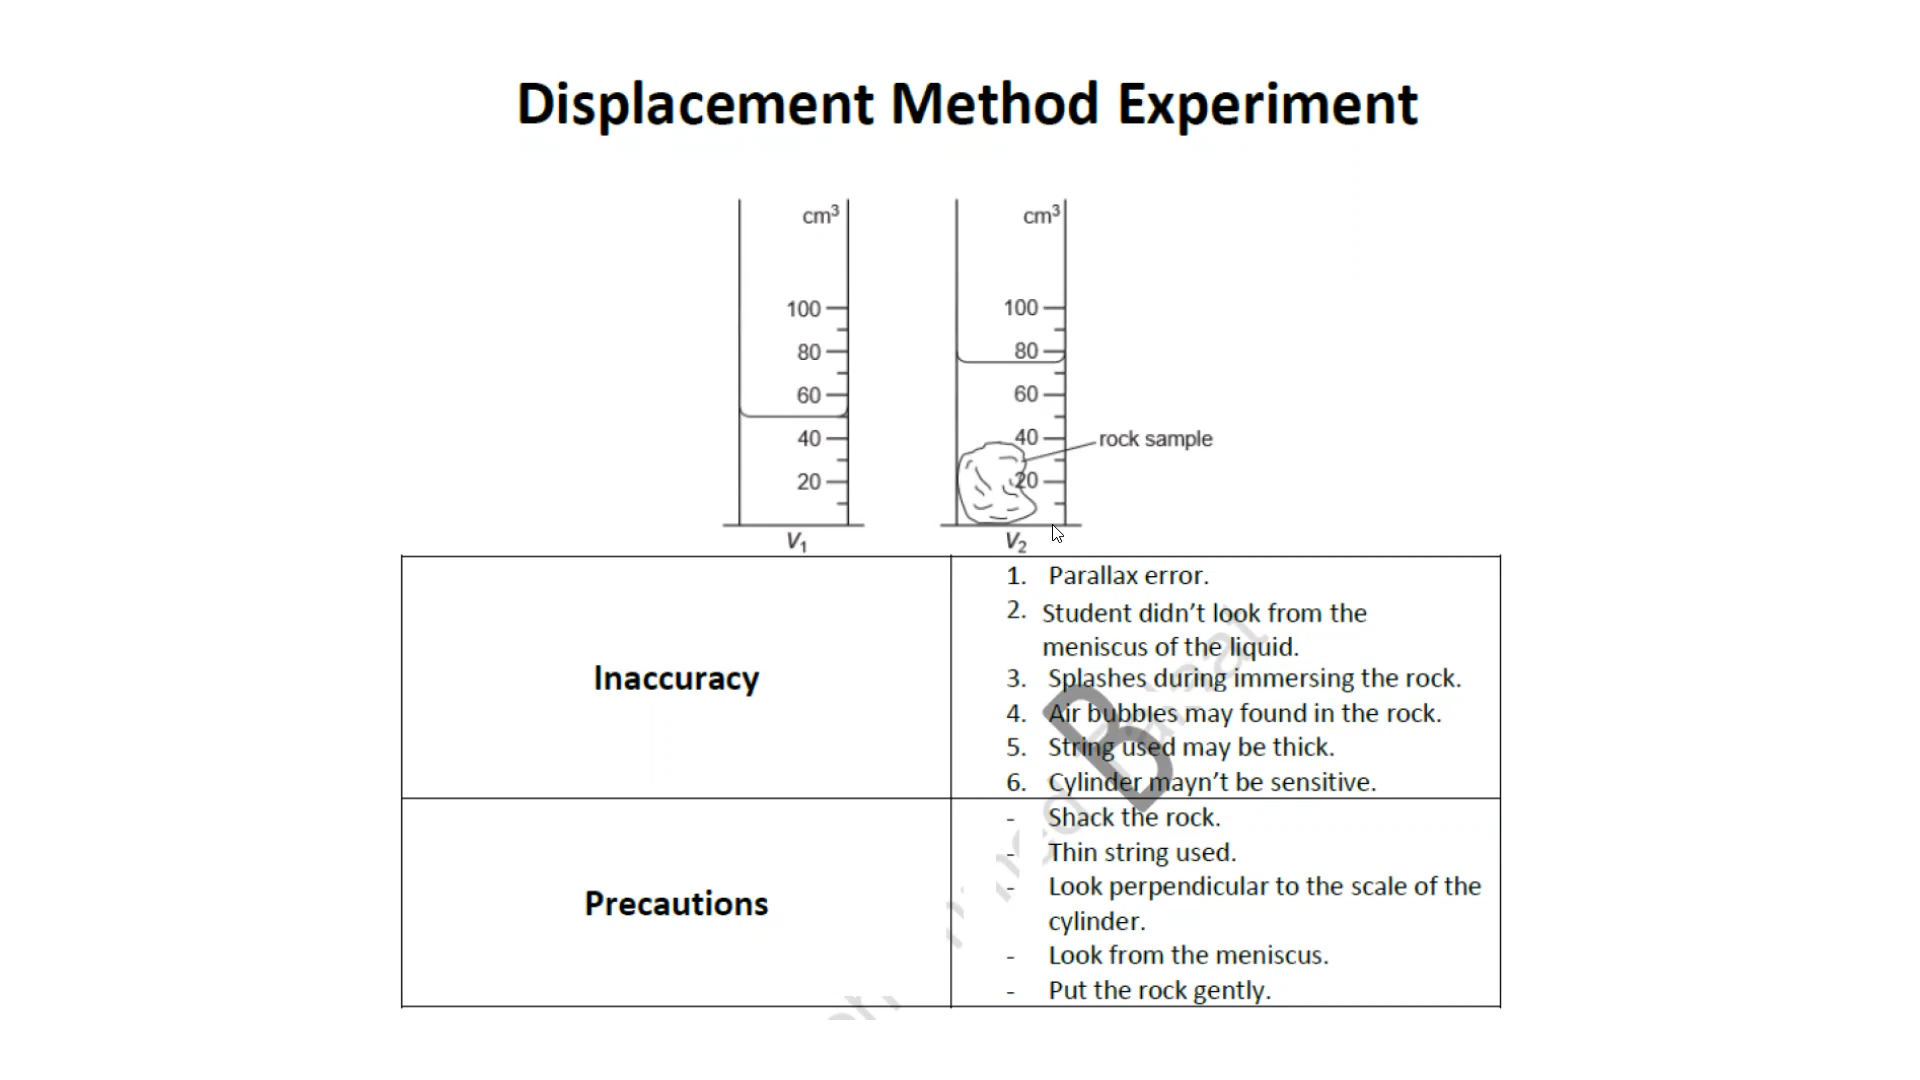 Displacement Method Experiment
cm³ cm³
100 100
80 80
60 60
40 40 rock sample
20 20
V₁ V₂
Inaccuracy
1. Parallax error.
2. Student didn't look from the
meniscus of the liquid.
3. Splashes during immersing the rock.
4. Air bubbles may found in the rock.
5. String used may be thick.
6. Cylinder mayn't be sensitive.
Precautions
- Shack the rock.
- Thin string used.
- Look perpendicular to the scale of the
cylinder.
- Look from the meniscus.
- Put the rock gently.
B